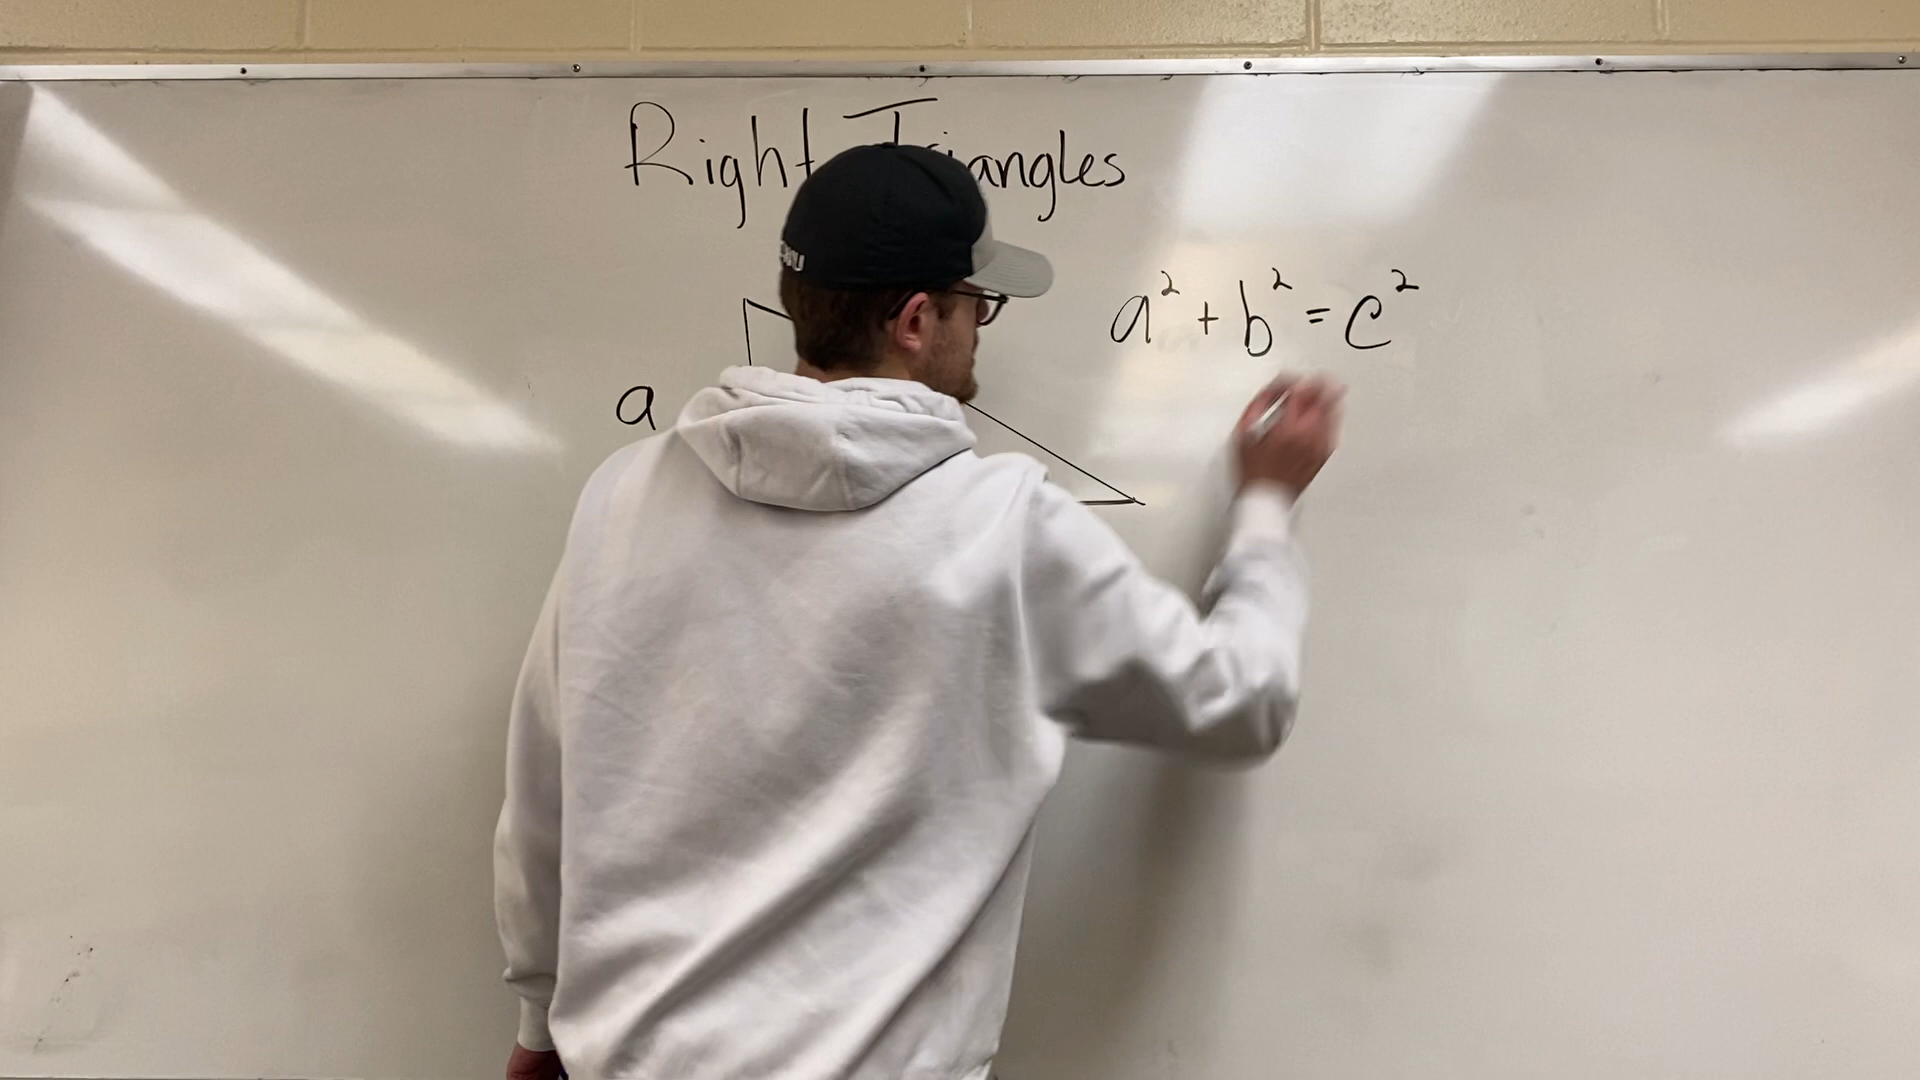 Right Triangles
a² + b² = c²
a